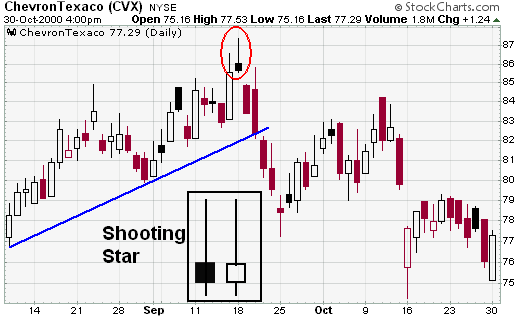 ChevronTexaco (CVX) NYSE © StockCharts.com
30-Oct-2000 4:00pm Open 75.16 High 77.53 Low 75.16 Last 77.29 Volume 1.8M Chg +1.24
ChevronTexaco 77.29 (Daily)
87
86
85
84
83
82
81
80
79
78
77
76
75
Shooting
Star
14 21 28 Sep 11 18 25 Oct 9 16 23 30